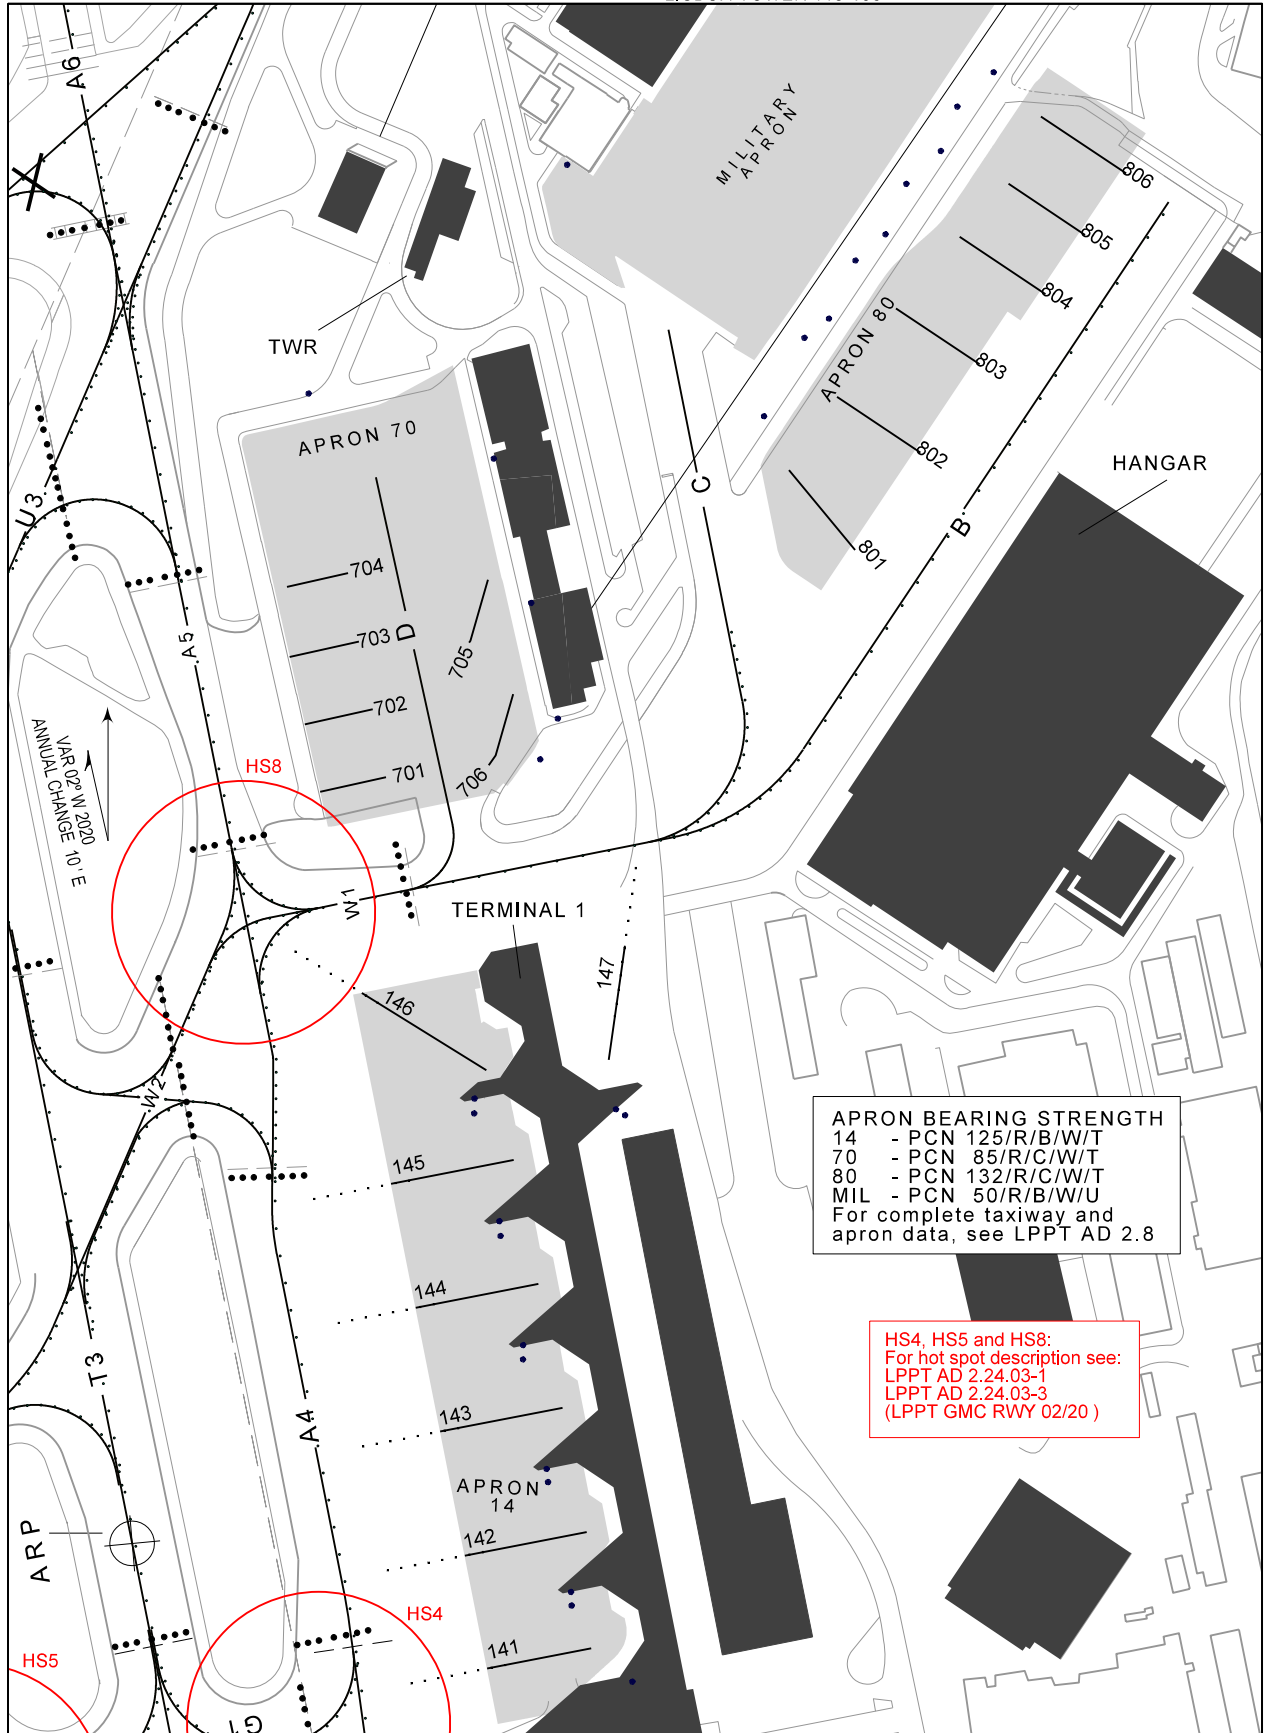 A6
MILITARY
APRON
806
805
804
803
802
801
APRON 80
TWR
APRON 70
C
B
HANGAR
U3
704
703
702
701
D
705
706
A5
VAR 02º W 2020
ANNUAL CHANGE 10 ' E
HS8
W1
TERMINAL 1
147
146
W2
145
144
143
APRON
14
142
141
APRON BEARING STRENGTH
14 - PCN 125/R/B/W/T
70 - PCN 85/R/C/W/T
80 - PCN 132/R/C/W/T
MIL - PCN 50/R/B/W/U
For complete taxiway and
apron data, see LPPT AD 2.8
HS4, HS5 and HS8:
For hot spot description see:
LPPT AD 2.24.03-1
LPPT AD 2.24.03-3
(LPPT GMC RWY 02/20 )
T3
A4
ARP
HS4
HS5